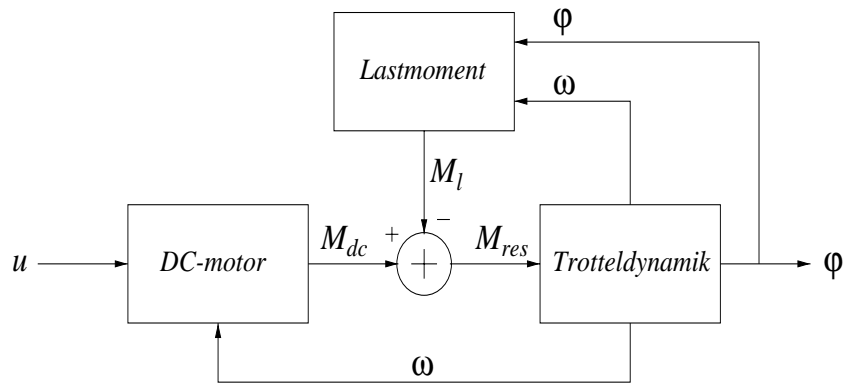 φ
Lastmoment
ω
M_l
−
+
M_dc
M_res
u
DC-motor
+
Trotteldynamik
φ
ω